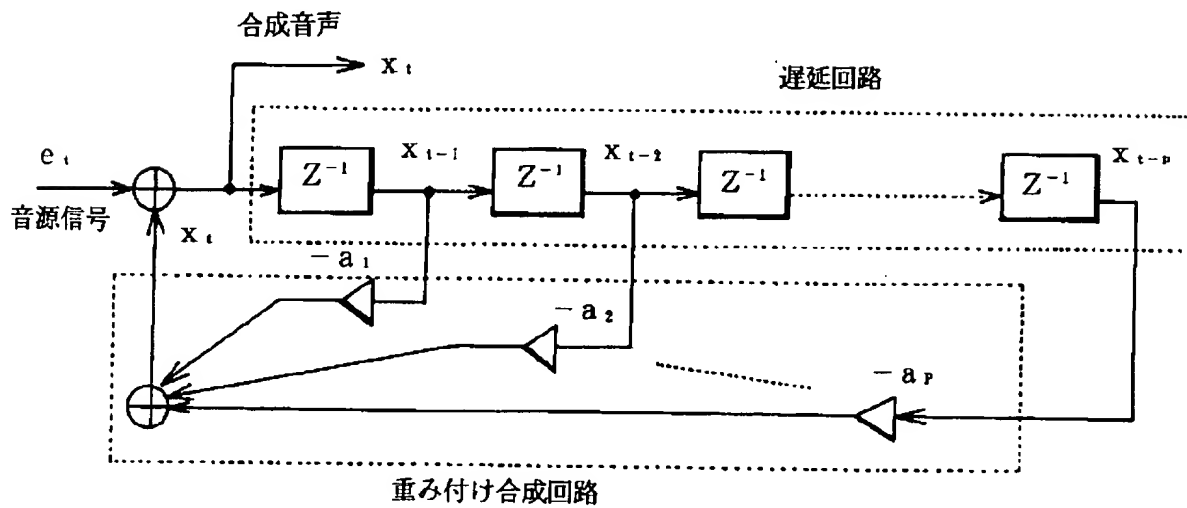 合成音声
x t
遅延回路
e t
x t-1
x t-2
x t-p
Z -1
Z -1
Z -1
Z -1
音源信号
x t
-a 1
-a 2
-a P
重み付け合成回路